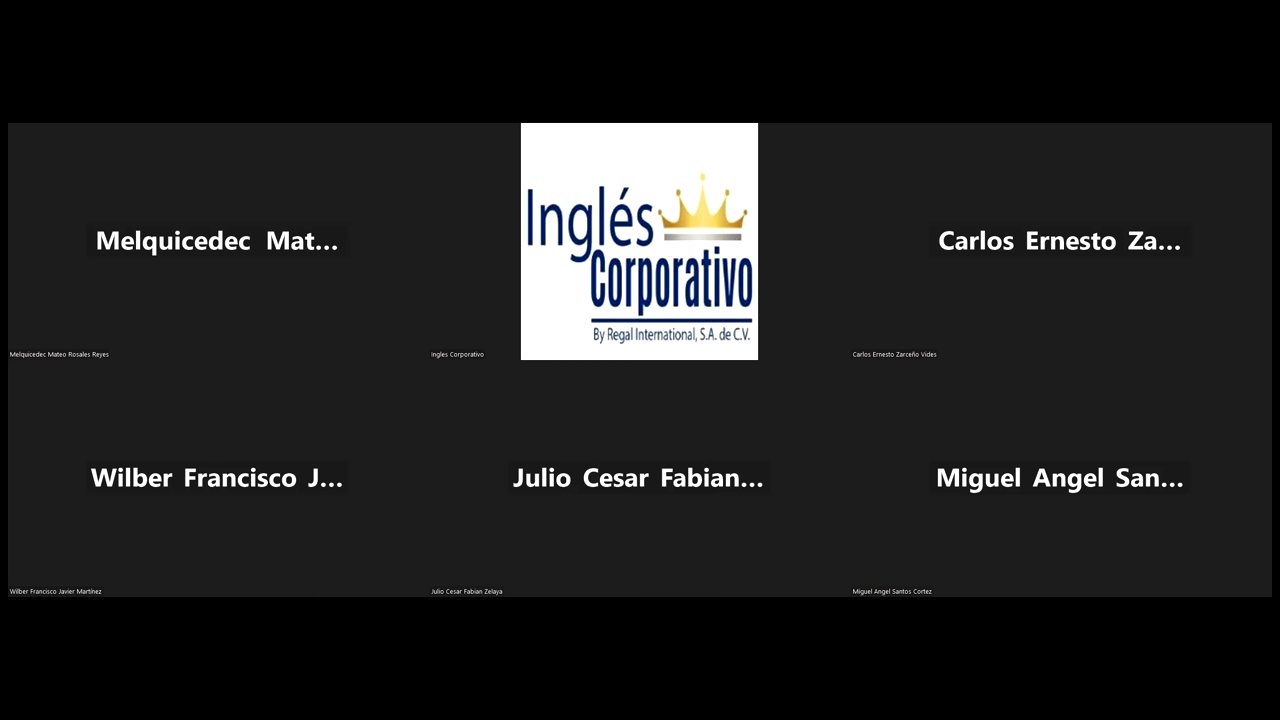 Melquicedec Mat...
Melquicedec Mateo Rosales Reyes
Inglés
Corporativo
By Regal International, S.A. de C.V.
Ingles Corporativo
Carlos Ernesto Za...
Carlos Ernesto Zarceño Vides
Wilber Francisco J...
Wilber Francisco Javier Martínez
Julio Cesar Fabian...
Julio Cesar Fabian Zelaya
Miguel Angel San...
Miguel Angel Santos Cortez